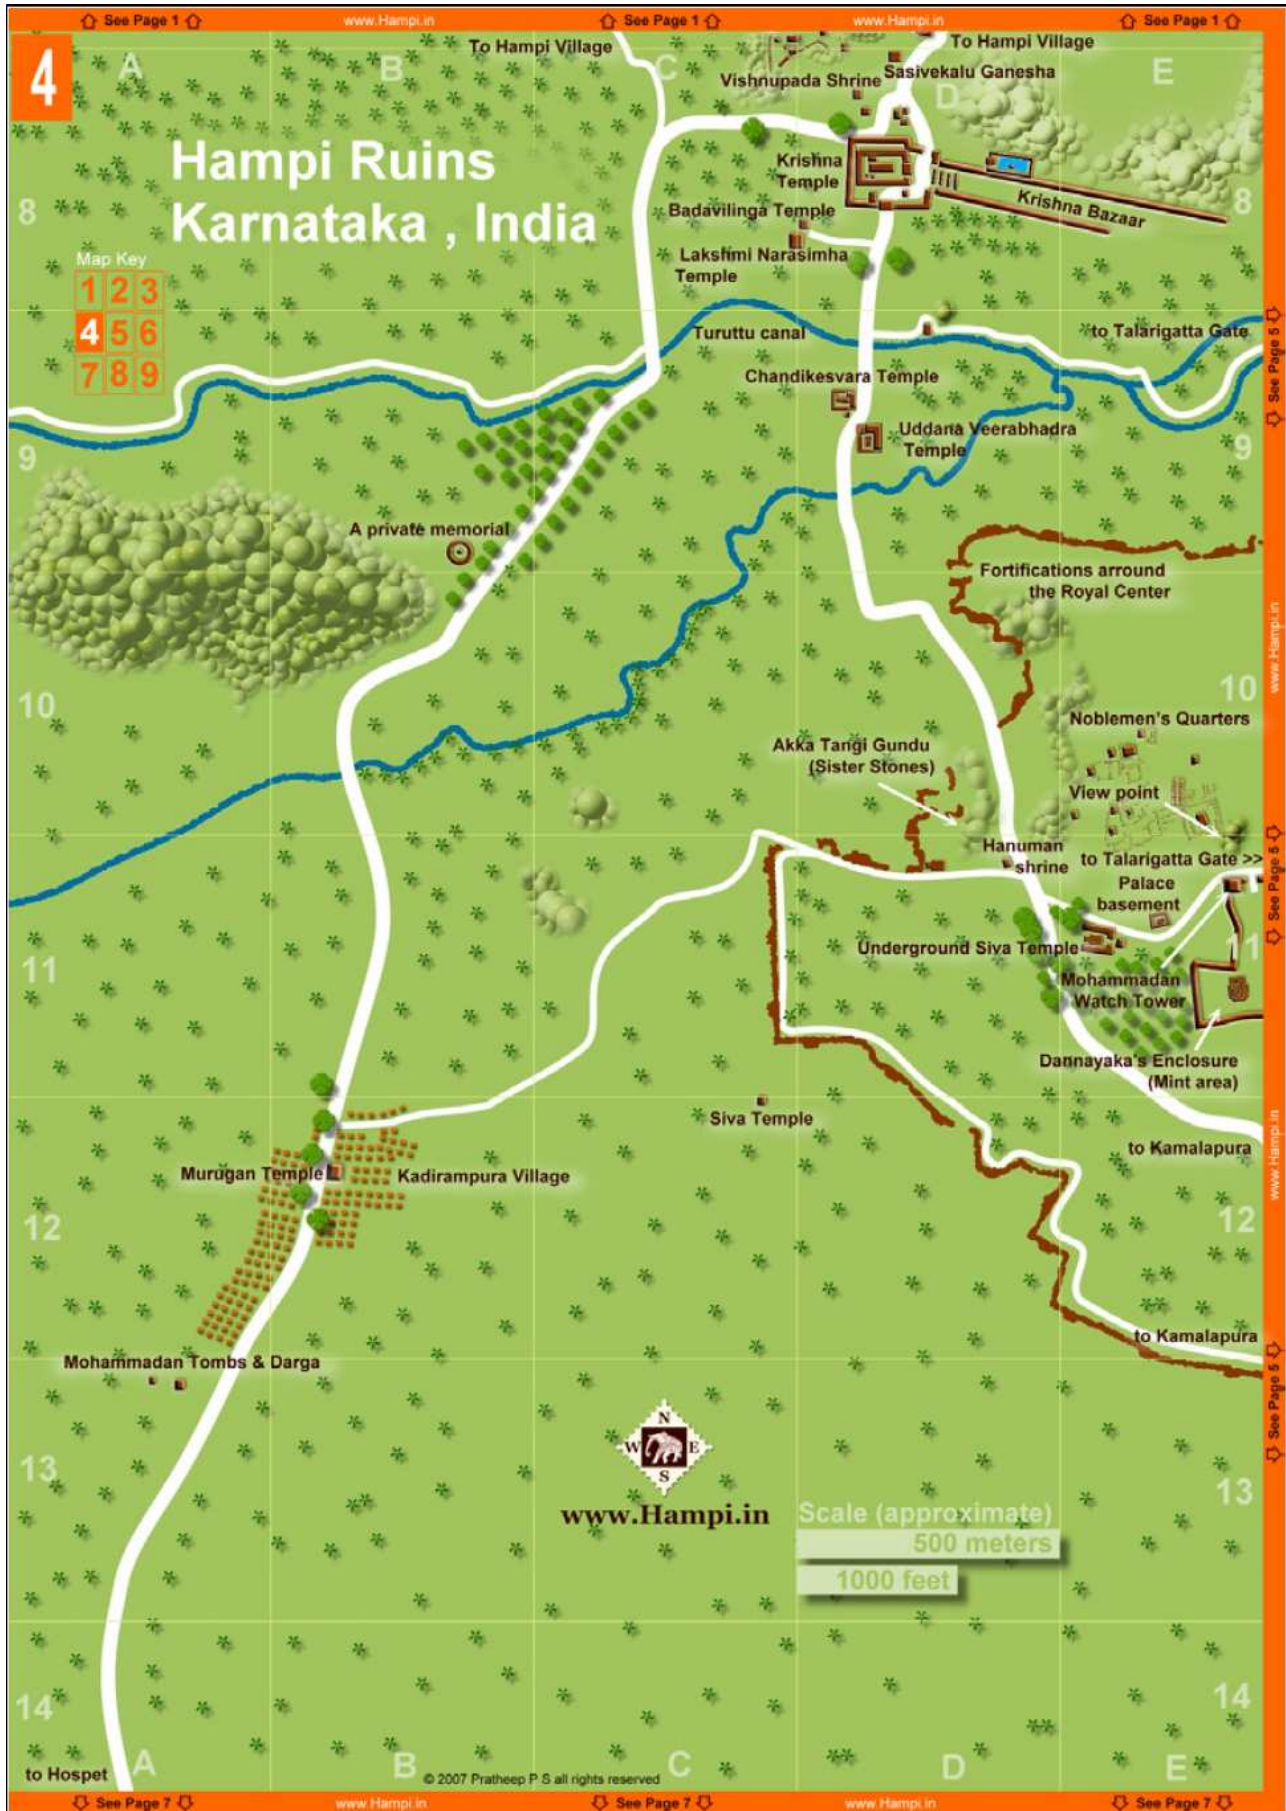 See Page 1
www.Hampi.in
See Page 1
www.Hampi.in
See Page 1
4
A
B
C
D
E
To Hampi Village
To Hampi Village
Vishnupada Shrine
Sasivekalu Ganesha
Hampi Ruins
Karnataka , India
Krishna
Temple
Krishna Bazaar
8
8
Badavilinga Temple
Lakshmi Narasimha
Temple
Map Key
1 2 3
4 5 6
7 8 9
Turuttu canal
to Talarigatta Gate
See Page 5
Chandikesvara Temple
Uddana Veerabhadra
Temple
9
9
A private memorial
Fortifications arround
the Royal Center
www.Hampi.in
10
10
Noblemen's Quarters
Akka Tangi Gundu
(Sister Stones)
View point
Hanuman
shrine
to Talarigatta Gate >>
See Page 5
Palace
basement
Underground Siva Temple
11
11
Mohammadan
Watch Tower
Dannayaka's Enclosure
(Mint area)
Siva Temple
to Kamalapura
www.Hampi.in
Murugan Temple
Kadirampura Village
12
12
to Kamalapura
Mohammadan Tombs & Darga
See Page 5
N
W
E
S
www.Hampi.in
13
13
Scale (approximate)
500 meters
1000 feet
14
14
to Hospet
A
B
C
D
E
© 2007 Pratheep P S all rights reserved
See Page 7
www.Hampi.in
See Page 7
www.Hampi.in
See Page 7